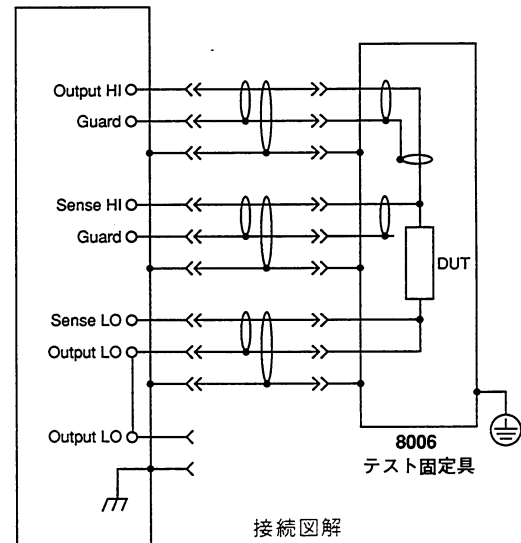 Output HI
Guard
Sense HI
Guard
DUT
Sense LO
Output LO
Output LO
8006
テスト固定具
接続図解